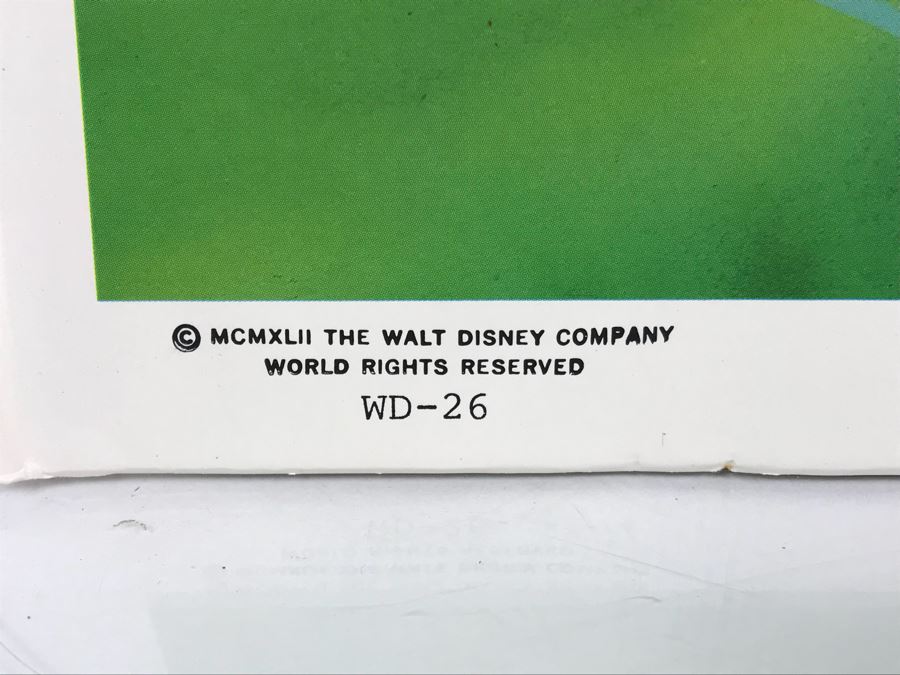 © MCMXLII THE WALT DISNEY COMPANY
WORLD RIGHTS RESERVED
WD-26